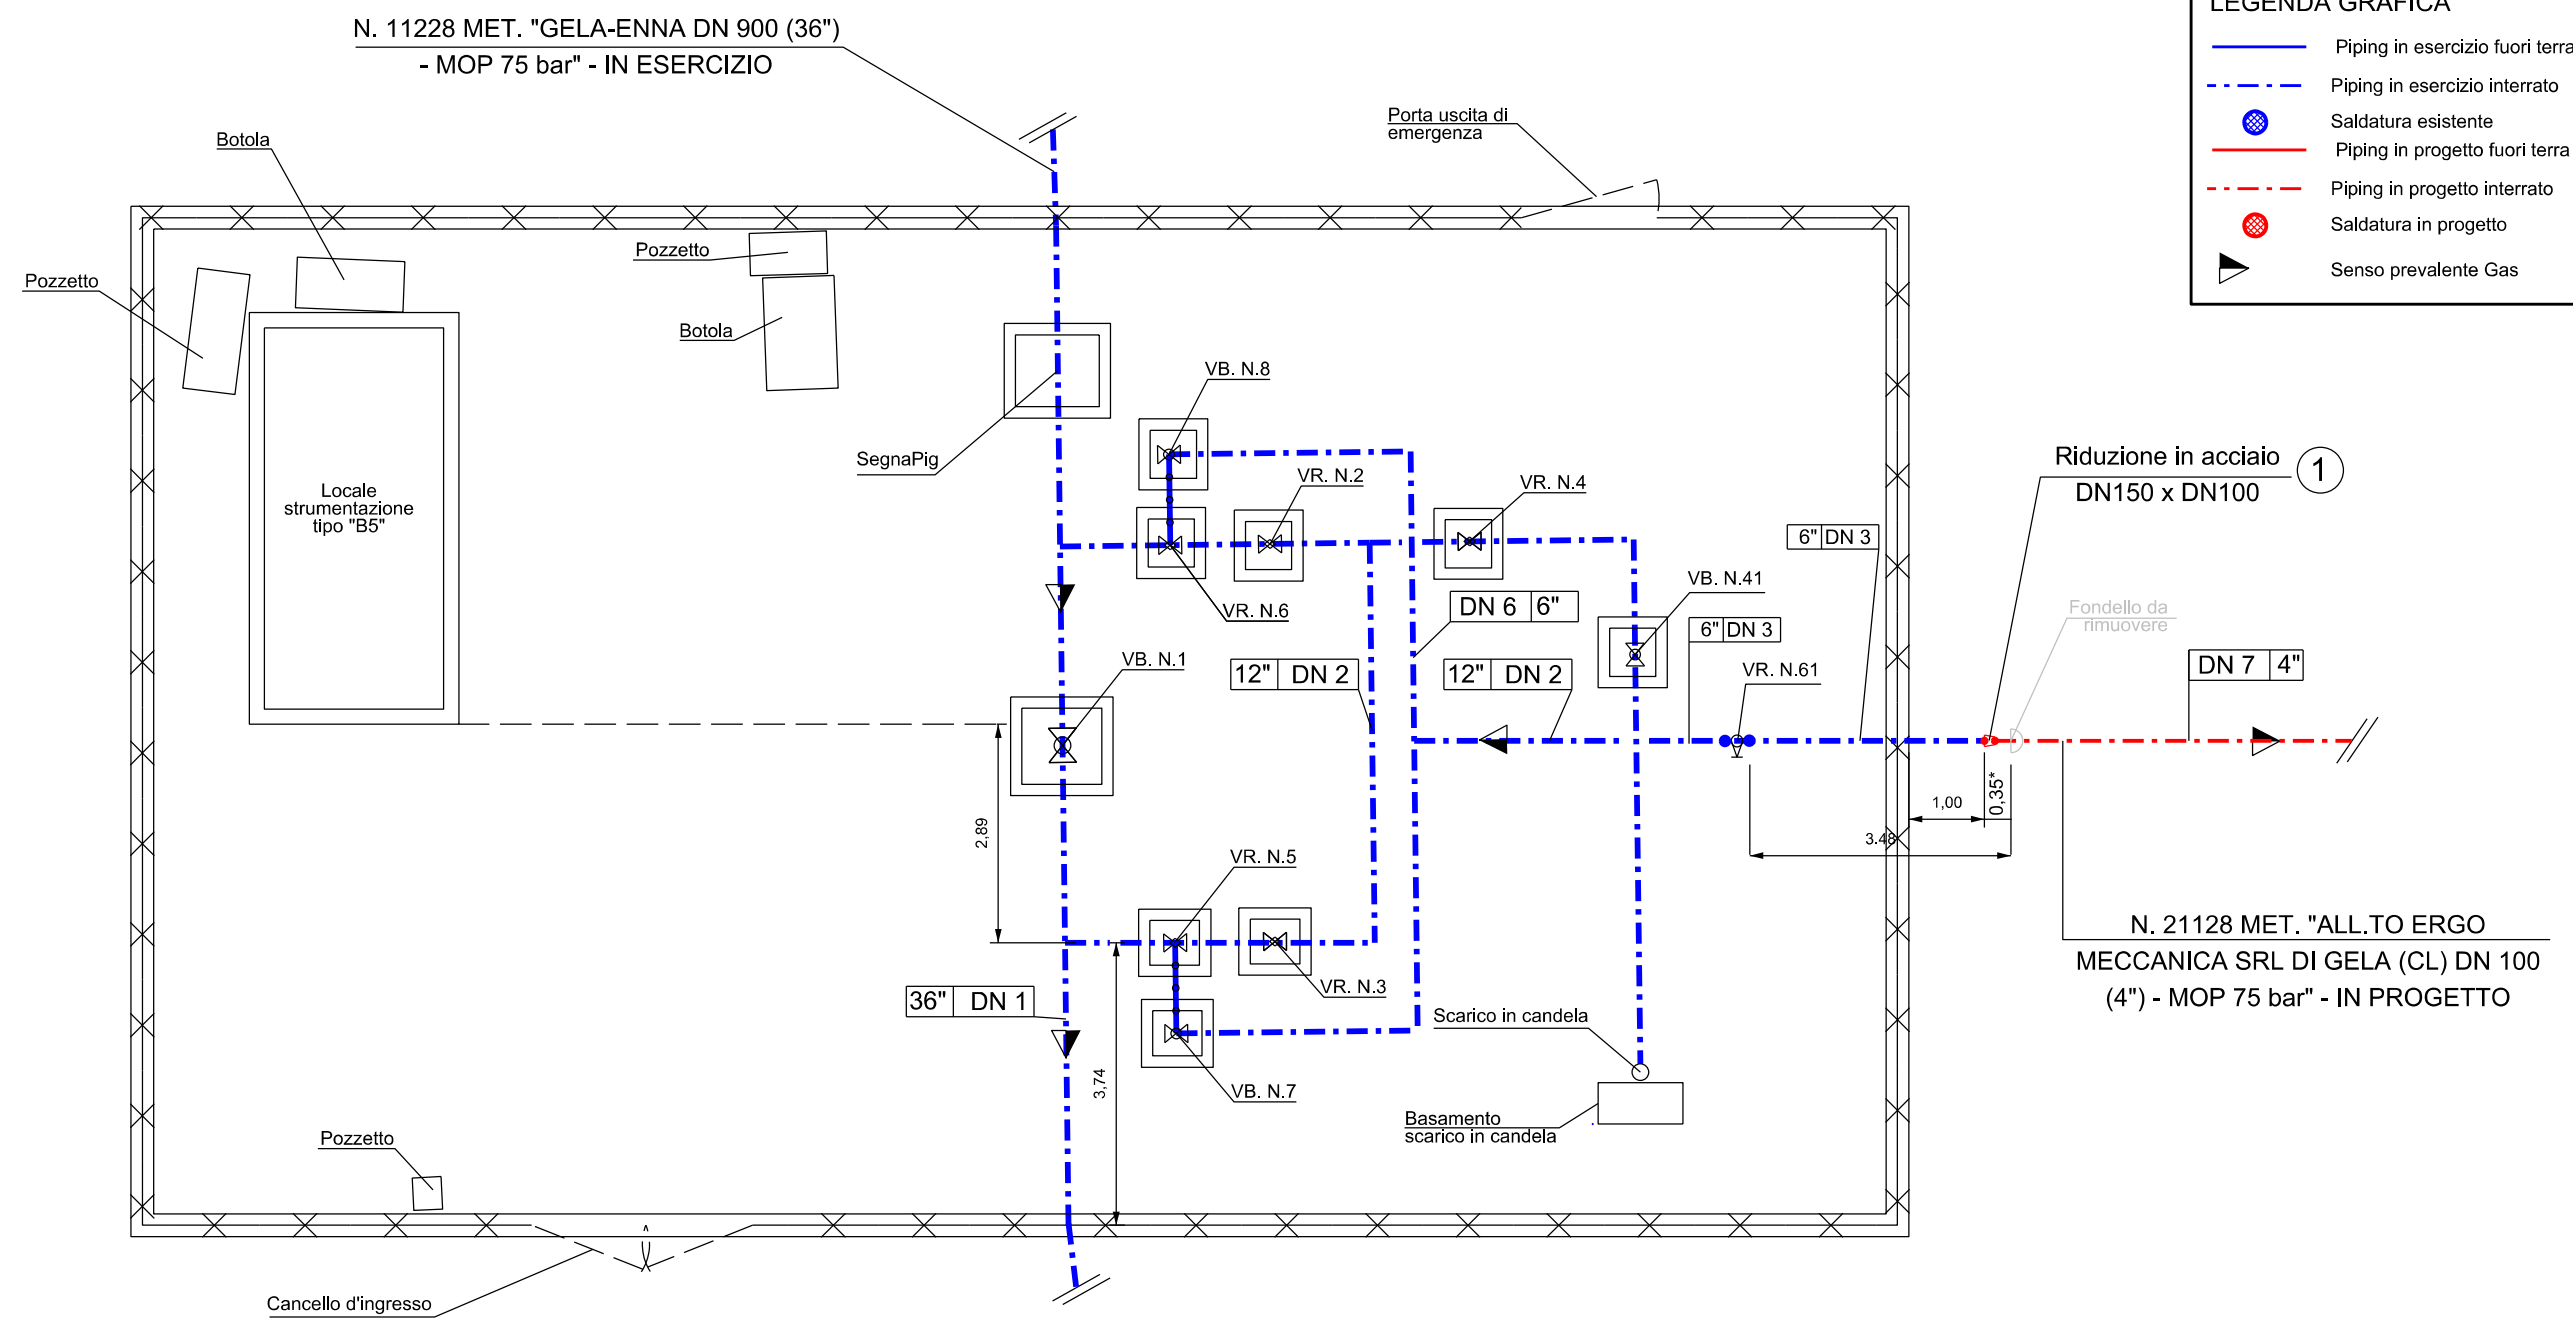 N. 11228 MET. "GELA-ENNA DN 900 (36")
- MOP 75 bar" - IN ESERCIZIO
LEGENDA GRAFICA
Piping in esercizio fuori terra
Piping in esercizio interrato
Saldatura esistente
Piping in progetto fuori terra
Piping in progetto interrato
Saldatura in progetto
Senso prevalente Gas
Botola
Porta uscita di
emergenza
Pozzetto
Pozzetto
Botola
SegnaPig
Locale
strumentazione
tipo "B5"
VB. N.8
VR. N.2
VR. N.4
VR. N.6
Riduzione in acciaio
DN150 x DN100
1
6" DN 3
VB. N.41
DN 6 6"
6" DN 3
Fondello da
rimuovere
VB. N.1
12" DN 2
12" DN 2
VR. N.61
DN 7 4"
2,89
1,00
0,35*
3.48
VR. N.5
VR. N.3
36" DN 1
3,74
VB. N.7
Scarico in candela
Basamento
scarico in candela
N. 21128 MET. "ALL.TO ERGO
MECCANICA SRL DI GELA (CL) DN 100
(4") - MOP 75 bar" - IN PROGETTO
Pozzetto
Cancello d'ingresso